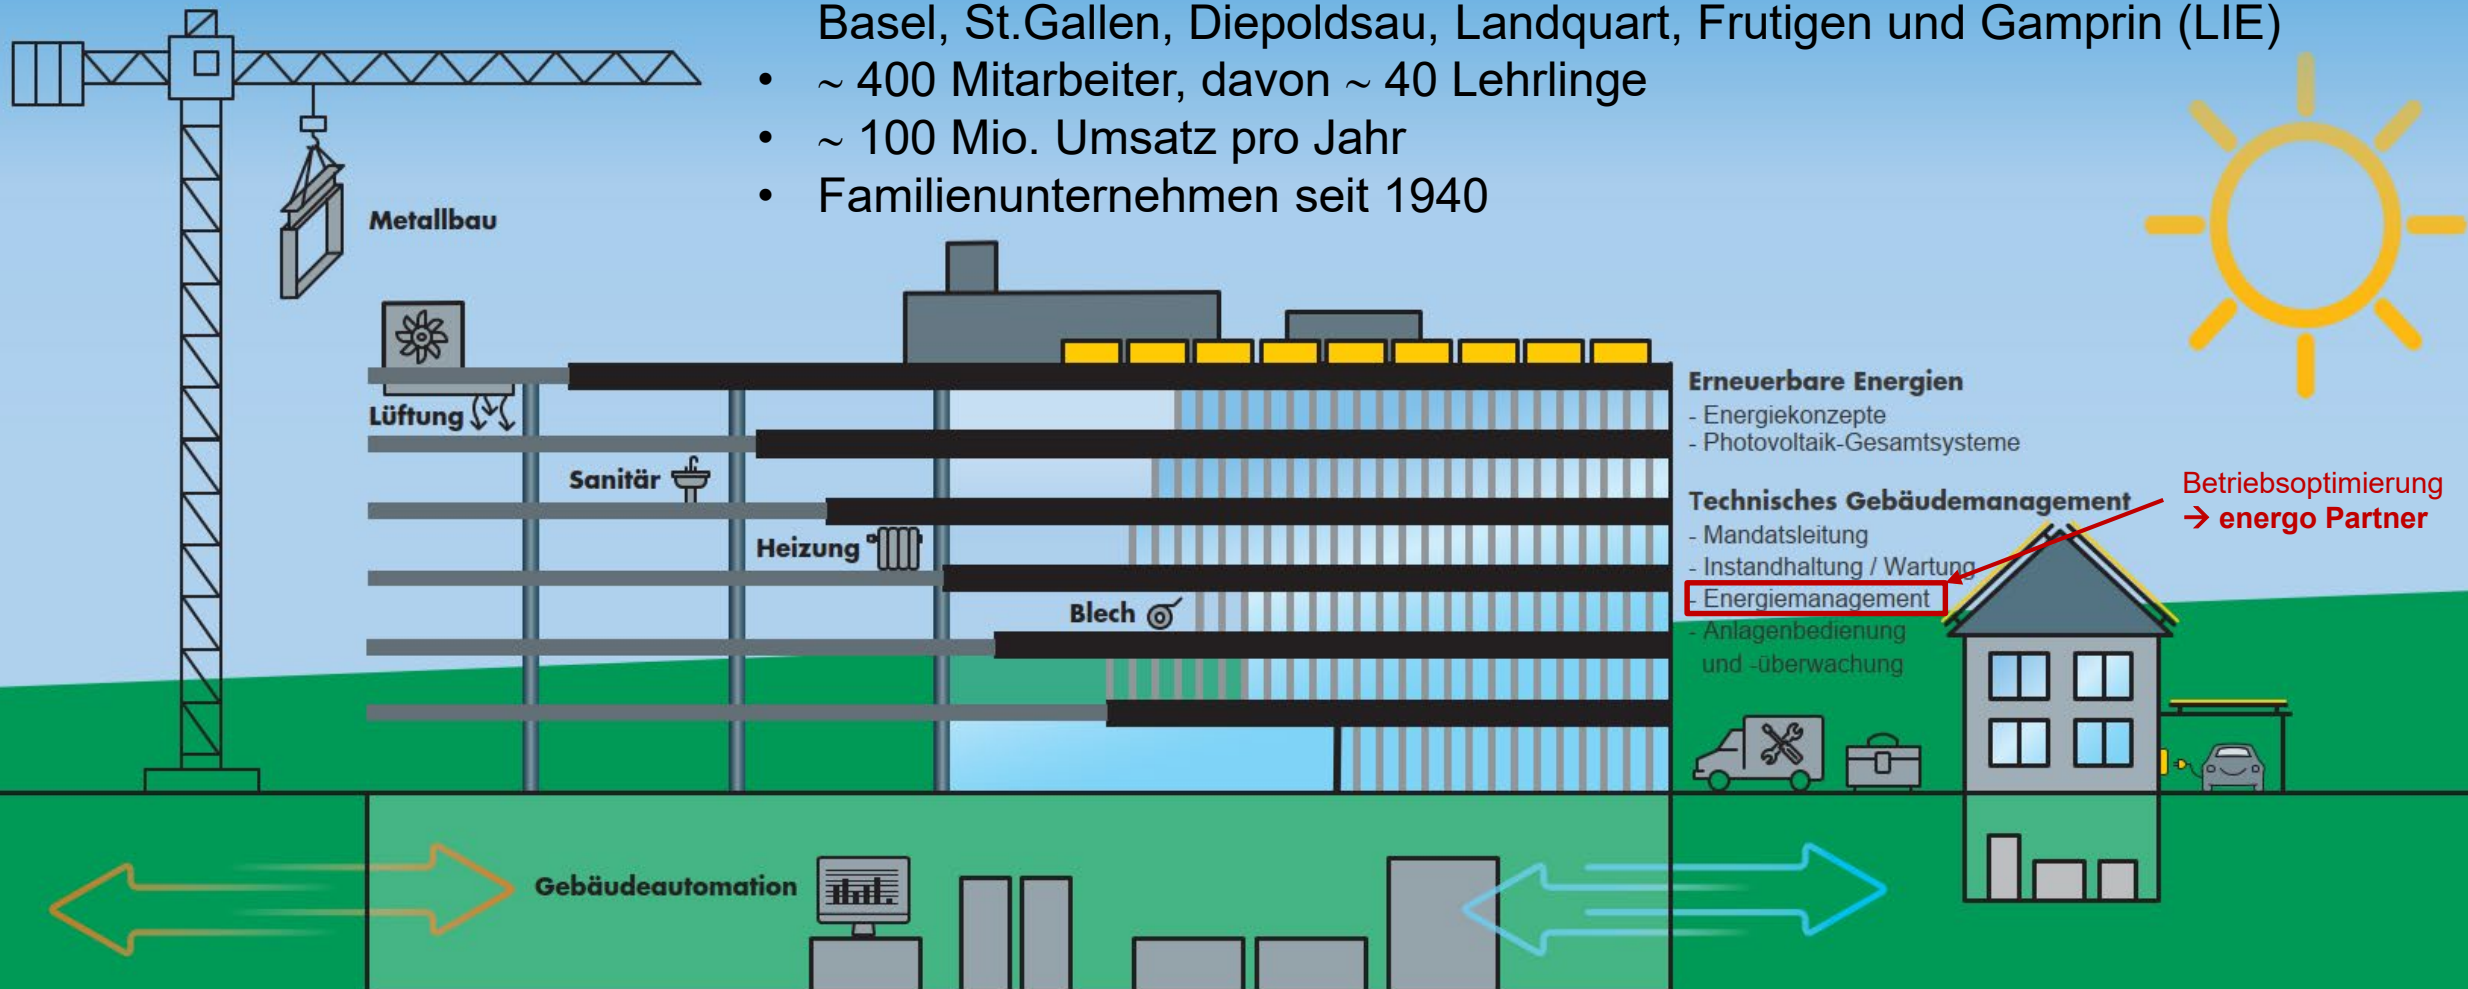 Basel, St.Gallen, Diepoldsau, Landquart, Frutigen und Gamprin (LIE)
• ~ 400 Mitarbeiter, davon ~ 40 Lehrlinge
• ~ 100 Mio. Umsatz pro Jahr
• Familienunternehmen seit 1940
Metallbau
Lüftung
Sanitär
Heizung
Blech
Erneuerbare Energien
- Energiekonzepte
- Photovoltaik-Gesamtsysteme
Technisches Gebäudemanagement
- Mandatsleitung
- Instandhaltung / Wartung
- Energiemanagement
- Anlagenbedienung
und -überwachung
Betriebsoptimierung
→ energo Partner
Gebäudeautomation